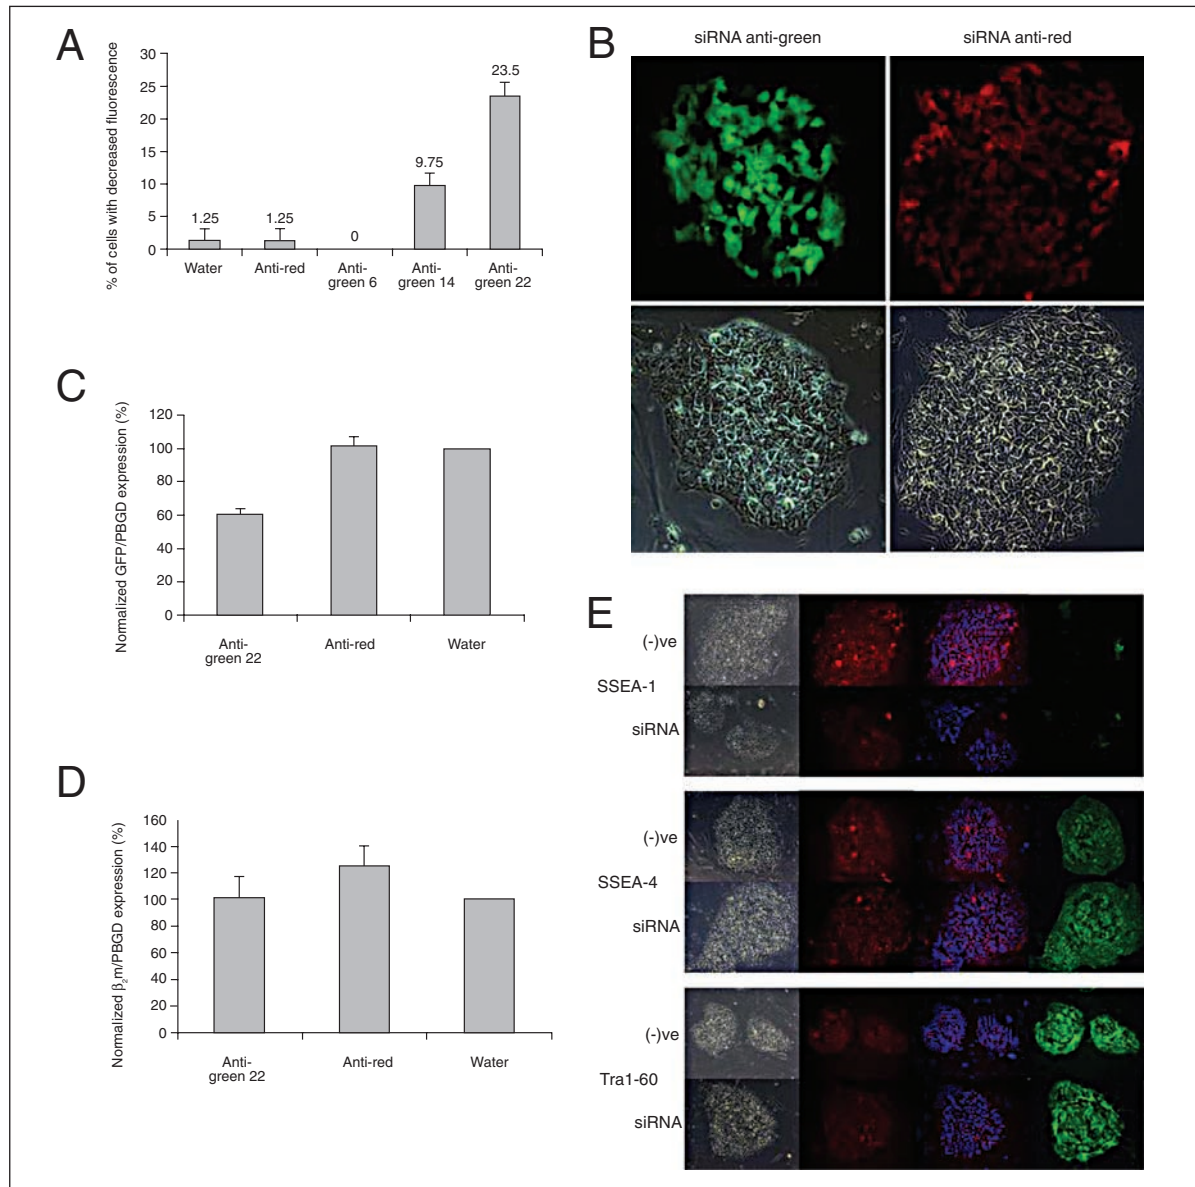 A
% of cells with decreased fluorescence
30
25
20
15
10
5
0
1.25
1.25
0
9.75
23.5
Water
Anti-red
Anti-
green 6
Anti-
green 14
Anti-
green 22
B
siRNA anti-green
siRNA anti-red
C
Normalized GFP/PBGD expression (%)
120
100
80
60
40
20
0
Anti-
green 22
Anti-red
Water
D
Normalized β₂m/PBGD expression (%)
160
140
120
100
80
60
40
20
0
Anti-
green 22
Anti-red
Water
E
(-)ve
SSEA-1
siRNA
(-)ve
SSEA-4
siRNA
(-)ve
Tra1-60
siRNA